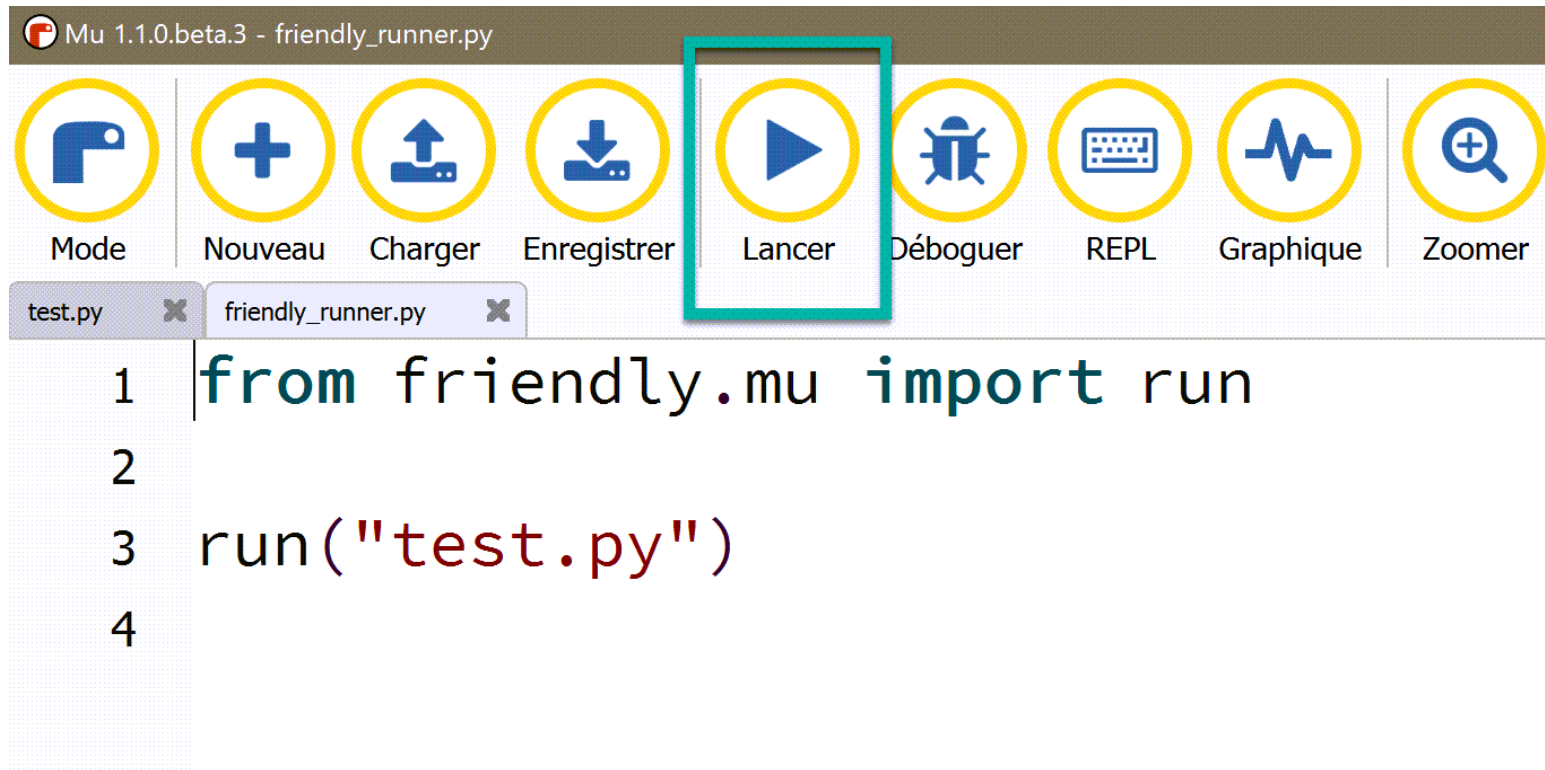 Mu 1.1.0.beta.3 - friendly_runner.py
Mode Nouveau Charger Enregistrer Lancer Déboguer REPL Graphique Zoomer
test.py friendly_runner.py
1 from friendly.mu import run
2
3 run("test.py")
4